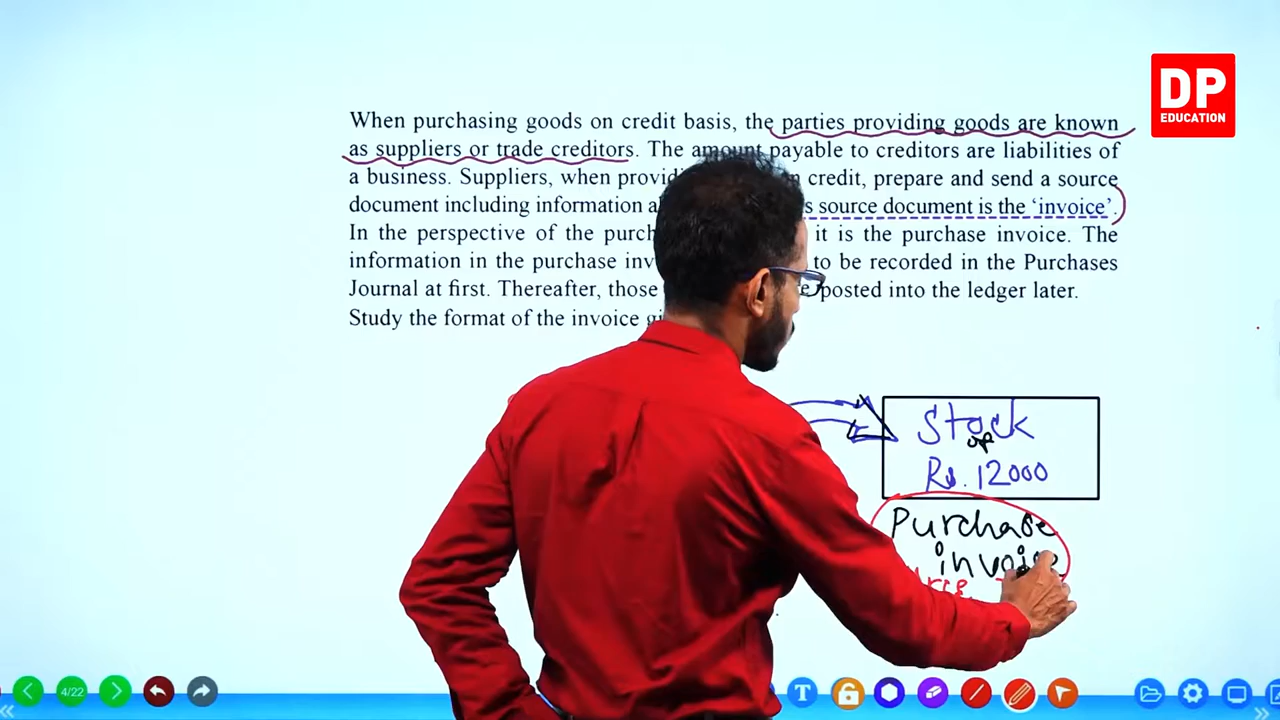 DP
EDUCATION
When purchasing goods on credit basis, the parties providing goods are known
as suppliers or trade creditors. The amount payable to creditors are liabilities of
a business. Suppliers, when credit, prepare and send a source
document including information source document is the ‘invoice’.
In the perspective of the it is the purchase invoice. The
information in the purchase to be recorded in the Purchases
Journal at first. Thereafter, those posted into the ledger later.
Study the format of the invoice
Stock
Rs. 12000
Purchase
invoice
4/22
T